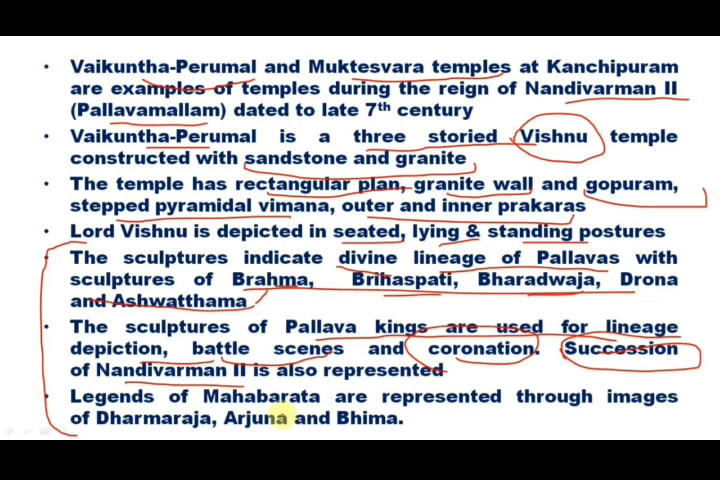 • Vaikuntha-Perumal and Muktesvara temples at Kanchipuram
are examples of temples during the reign of Nandivarman II
(Pallavamallam) dated to late 7th century
• Vaikuntha-Perumal is a three storied Vishnu temple
constructed with sandstone and granite
• The temple has rectangular plan, granite wall and gopuram,
stepped pyramidal vimana, outer and inner prakaras
• Lord Vishnu is depicted in seated, lying & standing postures
• The sculptures indicate divine lineage of Pallavas with
sculptures of Brahma, Brihaspati, Bharadwaja, Drona
and Ashwatthama
• The sculptures of Pallava kings are used for lineage
depiction, battle scenes and coronation. Succession
of Nandivarman II is also represented
• Legends of Mahabarata are represented through images
of Dharmaraja, Arjuna and Bhima.